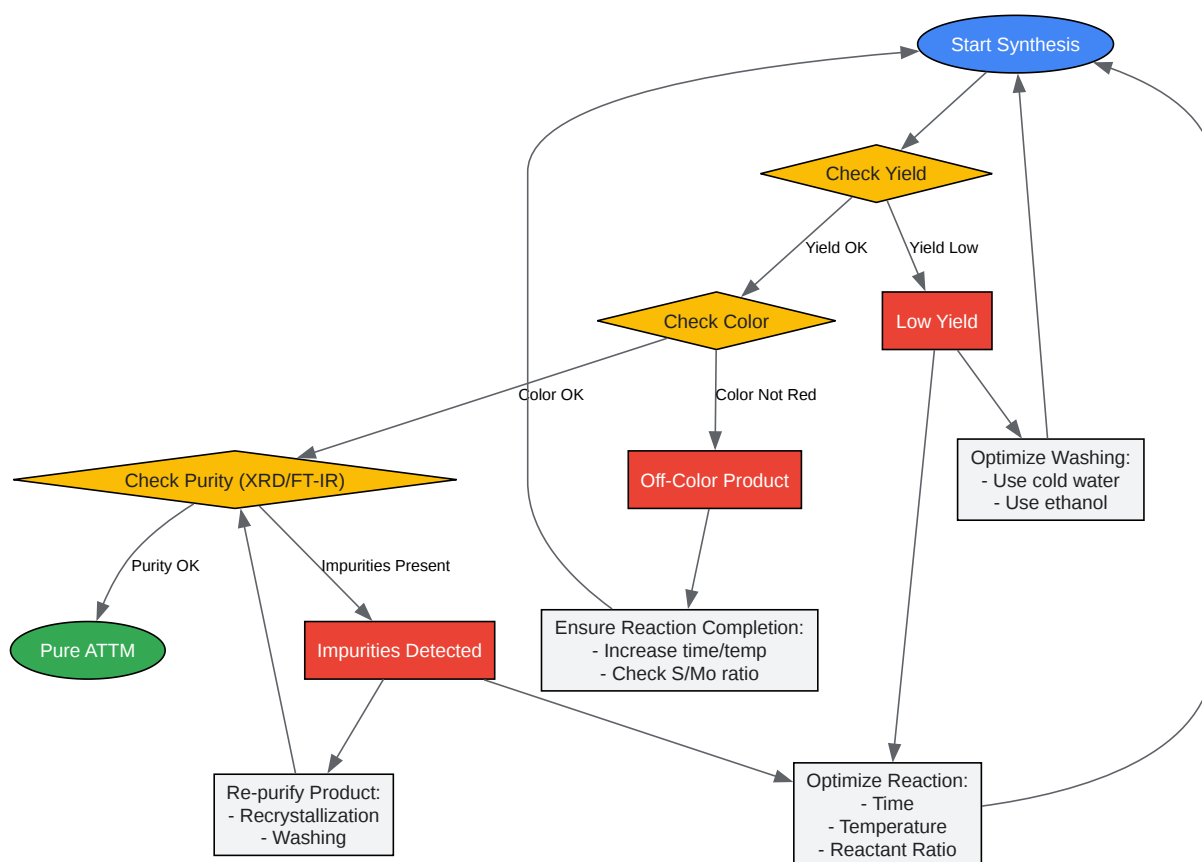 Start Synthesis
Check Yield
Yield OK
Yield Low
Check Color
Low Yield
Color OK
Color Not Red
Check Purity (XRD/FT-IR)
Off-Color Product
Optimize Washing:
- Use cold water
- Use ethanol
Purity OK
Impurities Present
Pure ATTM
Impurities Detected
Ensure Reaction Completion:
- Increase time/temp
- Check S/Mo ratio
Re-purify Product:
- Recrystallization
- Washing
Optimize Reaction:
- Time
- Temperature
- Reactant Ratio